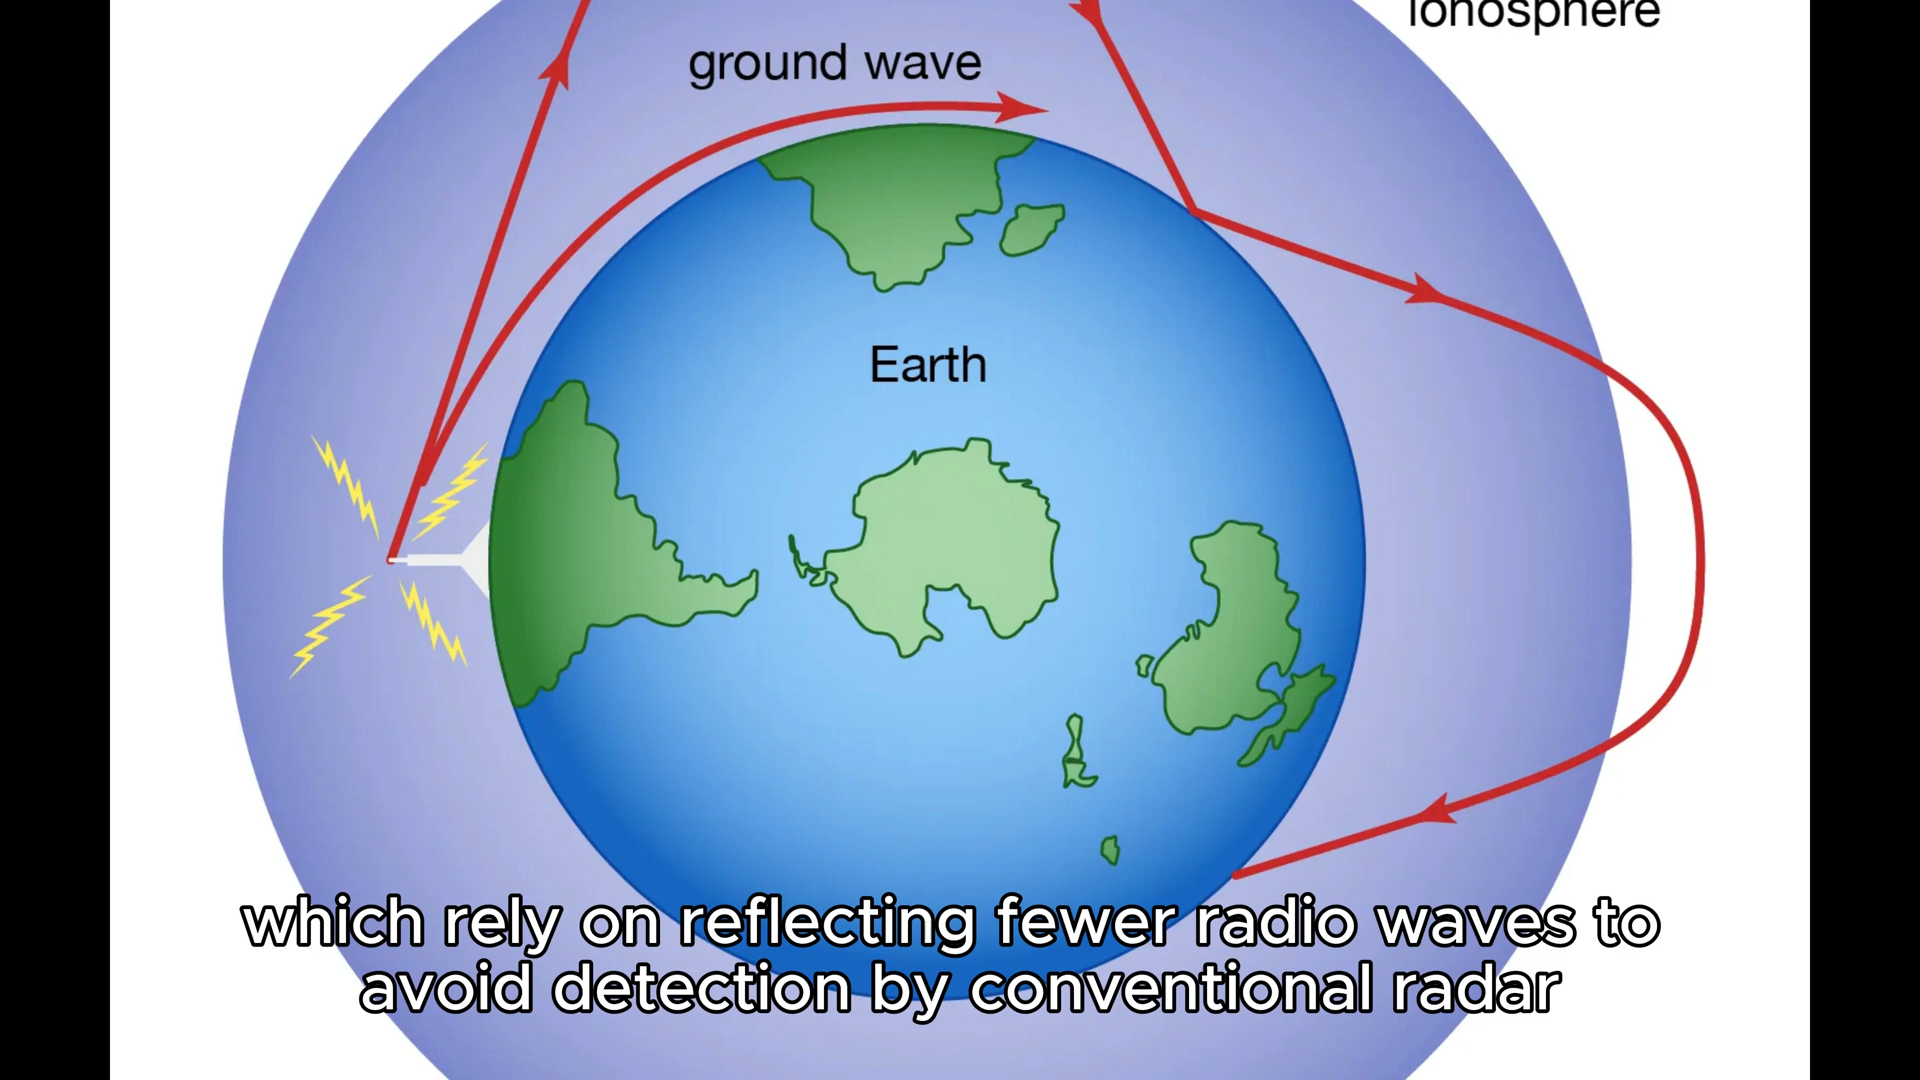 ionosphere
ground wave
Earth
which rely on reflecting fewer radio waves to
avoid detection by conventional radar